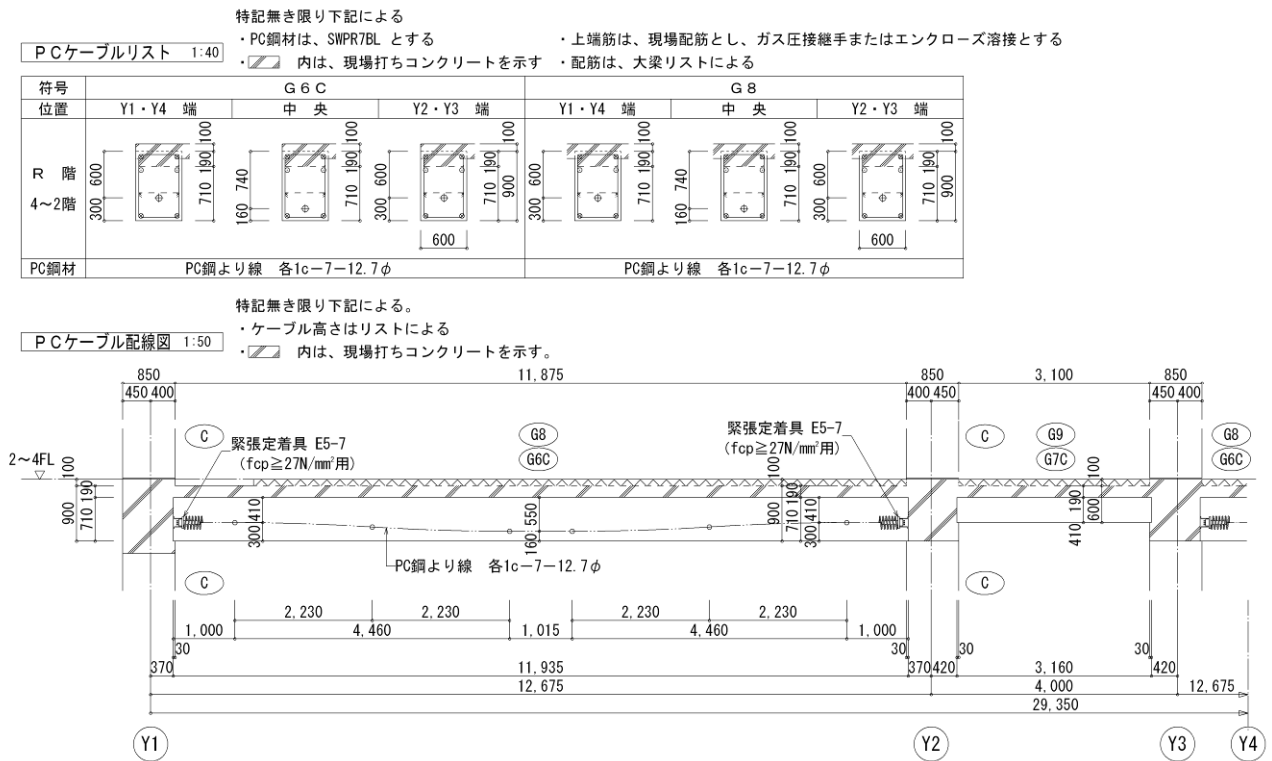 特記無き限り下記による
PCケーブルリスト 1:40
・PC鋼材は、SWPR7BL とする ・上端筋は、現場配筋とし、ガス圧接継手またはエンクローズ溶接とする
・ 内は、現場打ちコンクリートを示す ・配筋は、大梁リストによる
符号 G6C G8
位置 Y1・Y4 端 中 央 Y2・Y3 端 Y1・Y4 端 中 央 Y2・Y3 端
R 階
4~2階
600 300 100 190 710
740 160 100 190 710
600 300 100 190 710 900 600
600 300 100 190 710
740 160 100 190 710
600 300 100 190 710 900 600
PC鋼材 PC鋼より線 各1c-7-12.7φ PC鋼より線 各1c-7-12.7φ
特記無き限り下記による。
PCケーブル配線図 1:50
・ケーブル高さはリストによる
・ 内は、現場打ちコンクリートを示す。
850 11,875 850 3,100 850
450 400 400 450 450 400
C 緊張定着具 E5-7 G8 緊張定着具 E5-7 C G9 G8
(fcp≧27N/mm²用) G6C (fcp≧27N/mm²用) G7C G6C
2~4FL
100 190 900 710 300 410 160 550 100 190 900 710 300 410 100 190 600 410
PC鋼より線 各1c-7-12.7φ
C C
2,230 2,230 2,230 2,230
1,000 4,460 1,015 4,460 1,000
30 30 30 30
370 11,935 370 420 3,160 420
12,675 4,000 12,675
29,350
Y1 Y2 Y3 Y4